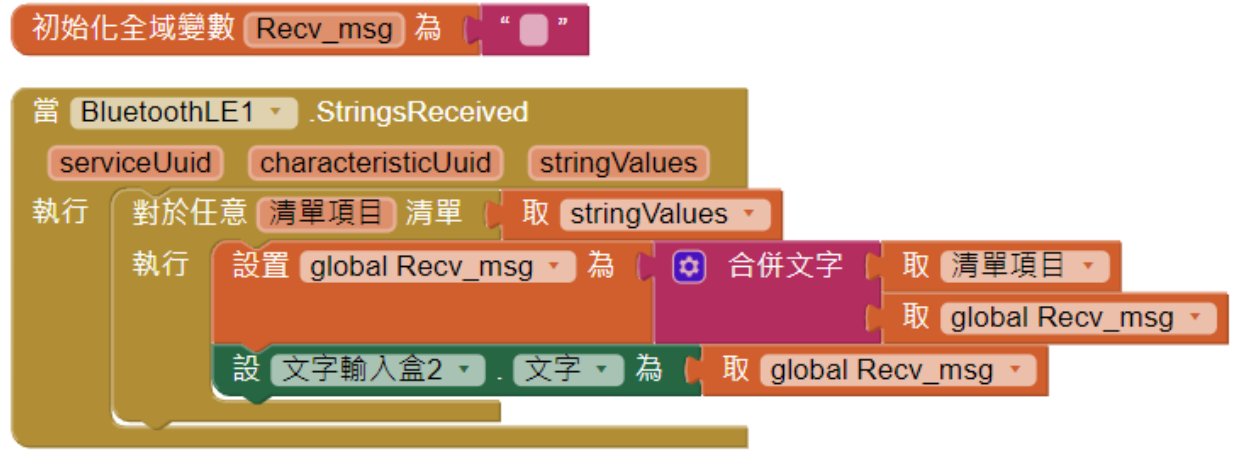 初始化全域變數 Recv_msg 為 “ ”
當 BluetoothLE1 .StringsReceived
serviceUuid characteristicUuid stringValues
執行 對於任意 清單項目 清單 取 stringValues
執行 設置 global Recv_msg 為 合併文字 取 清單項目
取 global Recv_msg
設 文字輸入盒2 . 文字 為 取 global Recv_msg